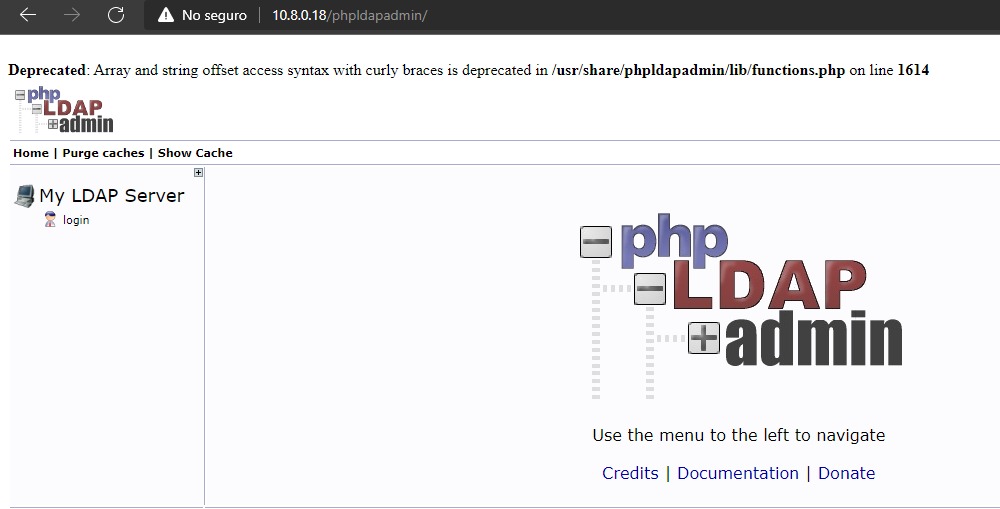 No seguro 10.8.0.18/phpldapadmin/
Deprecated: Array and string offset access syntax with curly braces is deprecated in /usr/share/phpldapadmin/lib/functions.php on line 1614
php
LDAP
admin
Home | Purge caches | Show Cache
My LDAP Server
login
php
LDAP
admin
Use the menu to the left to navigate
Credits | Documentation | Donate